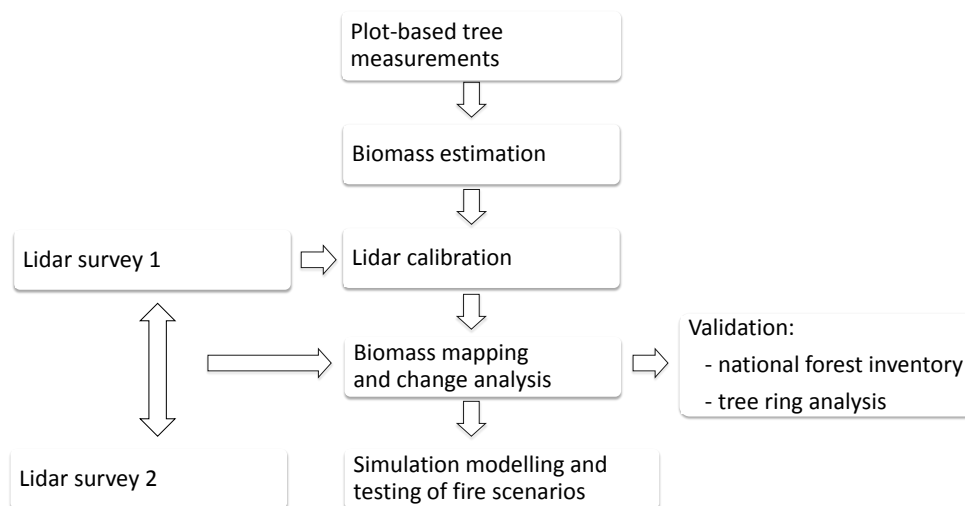 Plot-based tree
measurements
Biomass estimation
Lidar survey 1
Lidar calibration
Biomass mapping
and change analysis
Validation:
- national forest inventory
- tree ring analysis
Lidar survey 2
Simulation modelling and
testing of fire scenarios